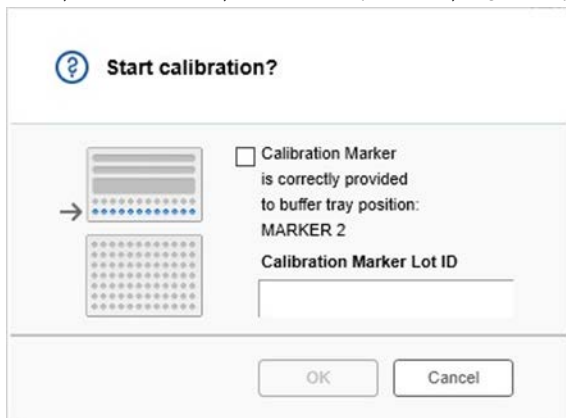 Start calibration?
Calibration Marker
is correctly provided
to buffer tray position:
MARKER 2
Calibration Marker Lot ID
OK
Cancel